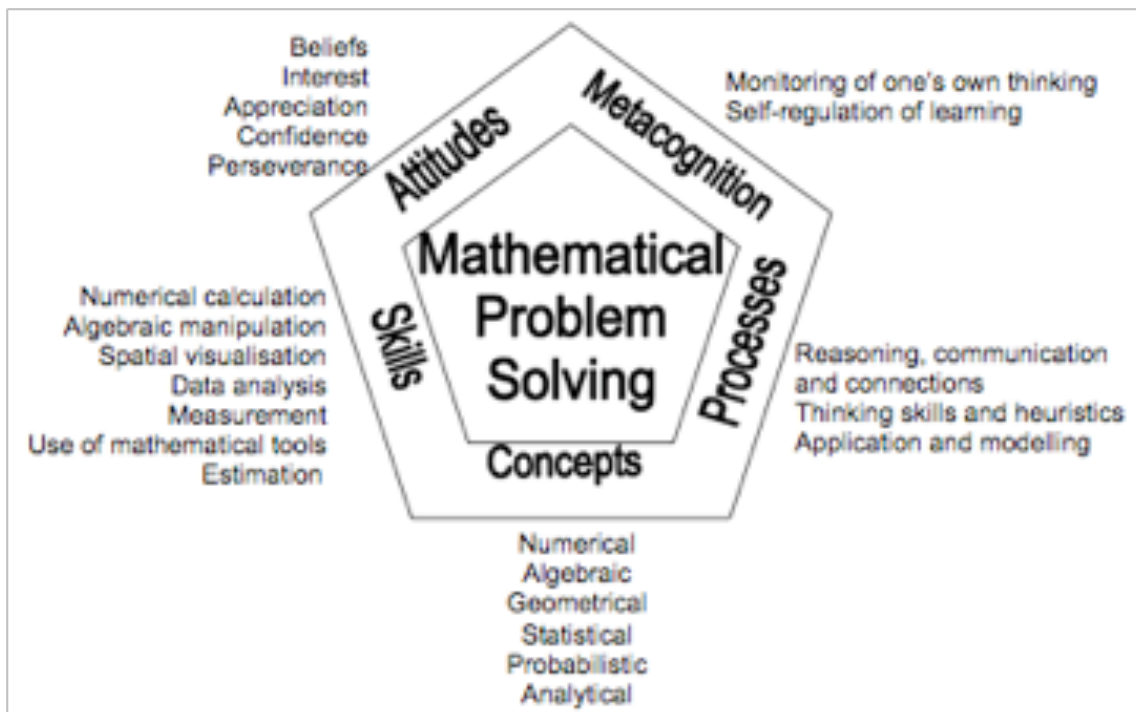 Beliefs
Interest
Appreciation
Confidence
Perseverance
Attitudes
Metacognition
Monitoring of one's own thinking
Self-regulation of learning
Mathematical
Problem
Solving
Skills
Numerical calculation
Algebraic manipulation
Spatial visualisation
Data analysis
Measurement
Use of mathematical tools
Estimation
Processes
Reasoning, communication
and connections
Thinking skills and heuristics
Application and modelling
Concepts
Numerical
Algebraic
Geometrical
Statistical
Probabilistic
Analytical